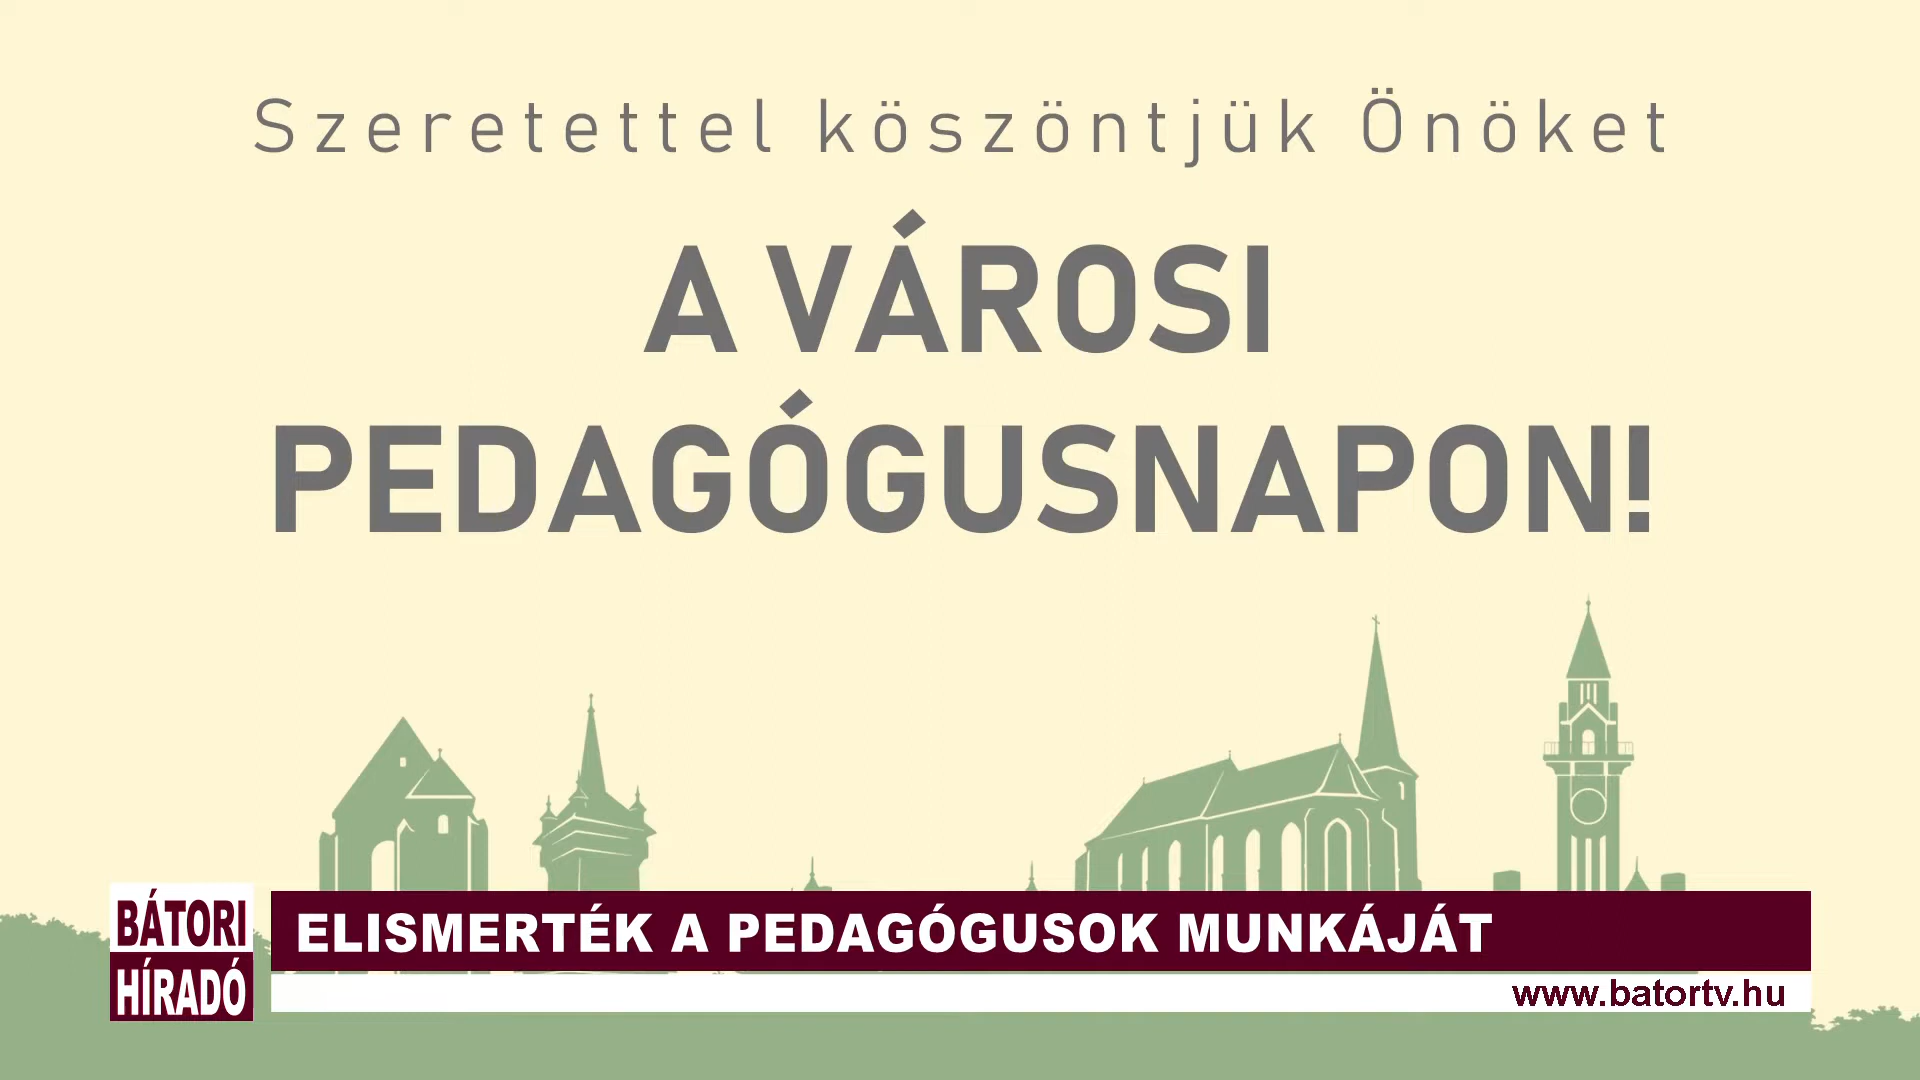 Szeretettel köszöntjük Önöket
A VÁROSI
PEDAGÓGUSNAPON!
BÁTORI
HÍRADÓ
ELISMERTÉK A PEDAGÓGUSOK MUNKÁJÁT
www.batortv.hu